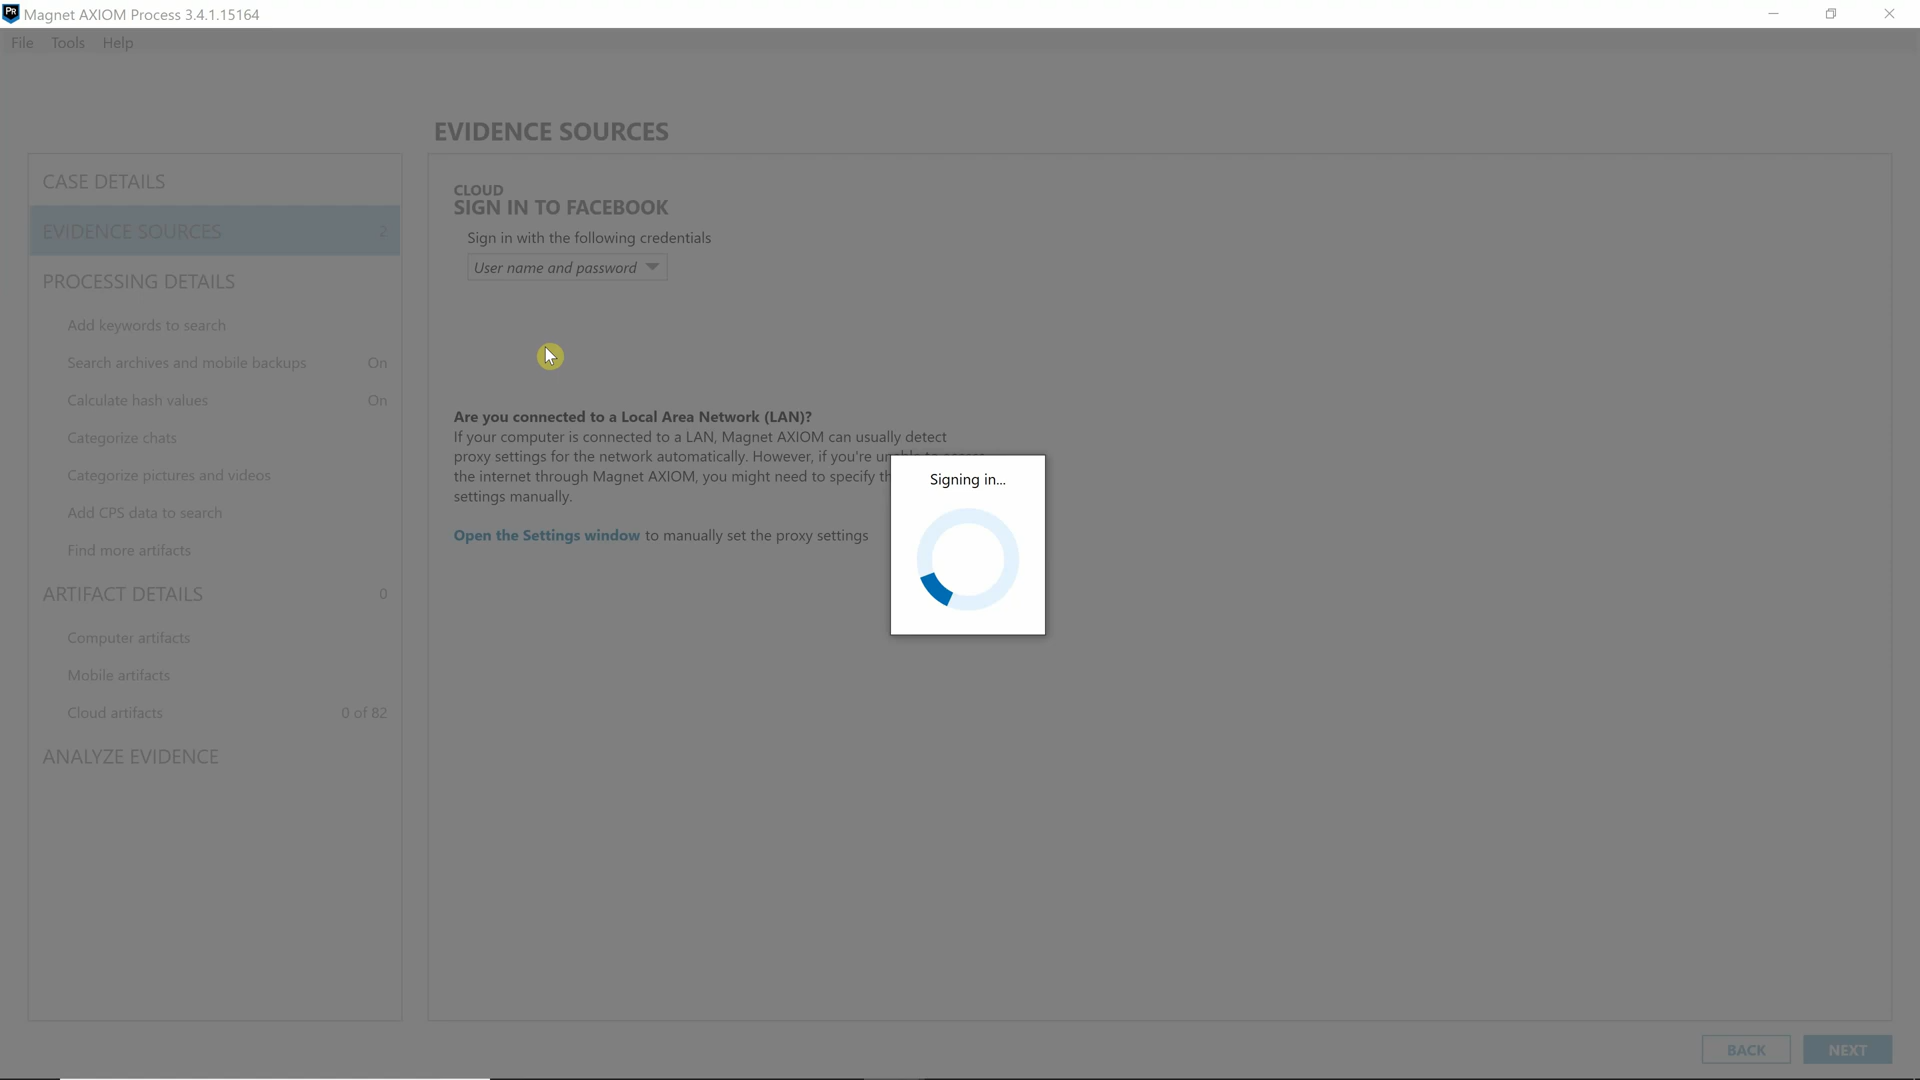 Magnet AXIOM Process 3.4.1.15164
File Tools Help
EVIDENCE SOURCES
CASE DETAILS
EVIDENCE SOURCES 2
PROCESSING DETAILS
Add keywords to search
Search archives and mobile backups On
Calculate hash values On
Categorize chats
Categorize pictures and videos
Add CPS data to search
Find more artifacts
ARTIFACT DETAILS 0
Computer artifacts
Mobile artifacts
Cloud artifacts 0 of 82
ANALYZE EVIDENCE
CLOUD
SIGN IN TO FACEBOOK
Sign in with the following credentials
User name and password
Are you connected to a Local Area Network (LAN)?
If your computer is connected to a LAN, Magnet AXIOM can usually detect
proxy settings for the network automatically. However, if you're
the internet through Magnet AXIOM, you might need to specify
settings manually.
Open the Settings window to manually set the proxy settings
Signing in...
BACK NEXT